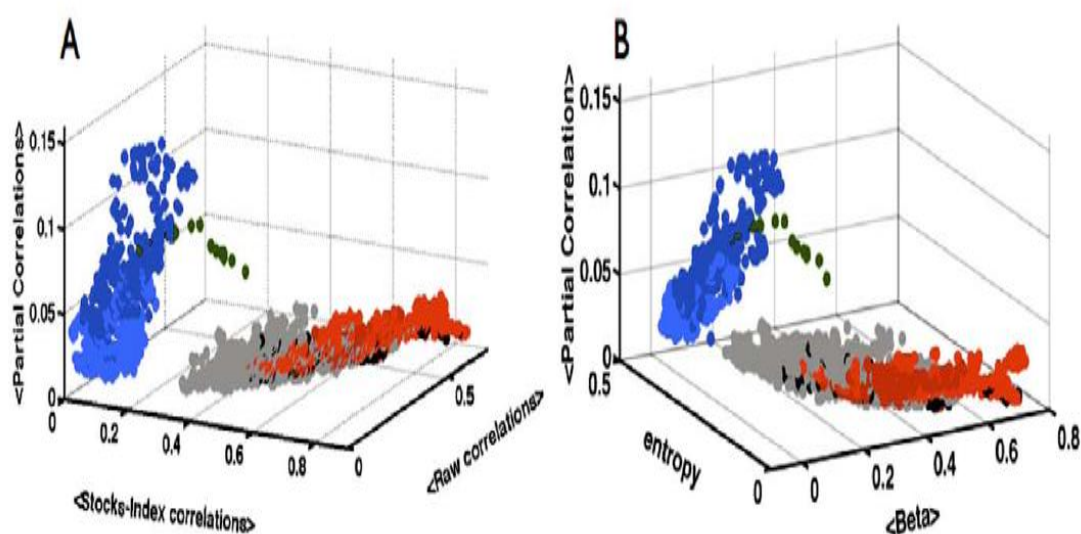 A
B
<Partial Correlations>
0.15
0.1
0.05
0
0
0.2
0.4
0.6
0.8
0
0.5
<Stocks-Index correlations>
<Raw correlations>
<Partial Correlation>
0.15
0.1
0.05
0
0.5
0
entropy
0
0.2
0.4
0.6
0.8
<Beta>